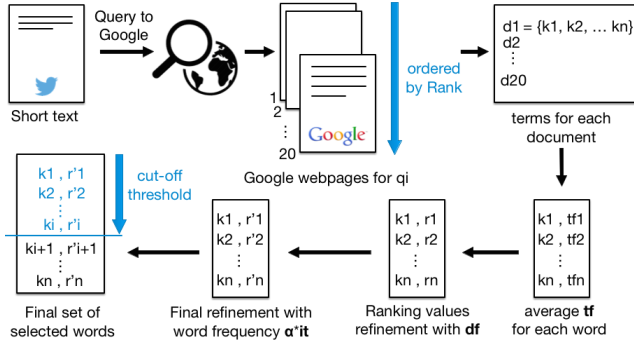 Query to
Google
Short text
1
2
⋮
20
Google
ordered
by Rank
Google webpages for qi
d1 = {k1, k2, … kn}
d2
⋮
d20
terms for each
document
k1 , tf1
k2 , tf2
⋮
kn , tfn
average tf
for each word
k1 , r1
k2 , r2
⋮
kn , rn
Ranking values
refinement with df
k1 , r'1
k2 , r'2
⋮
kn , r'n
Final refinement with
word frequency α*it
k1 , r'1
k2 , r'2
⋮
ki , r'i
ki+1 , r'i+1
⋮
kn , r'n
cut-off
threshold
Final set of
selected words